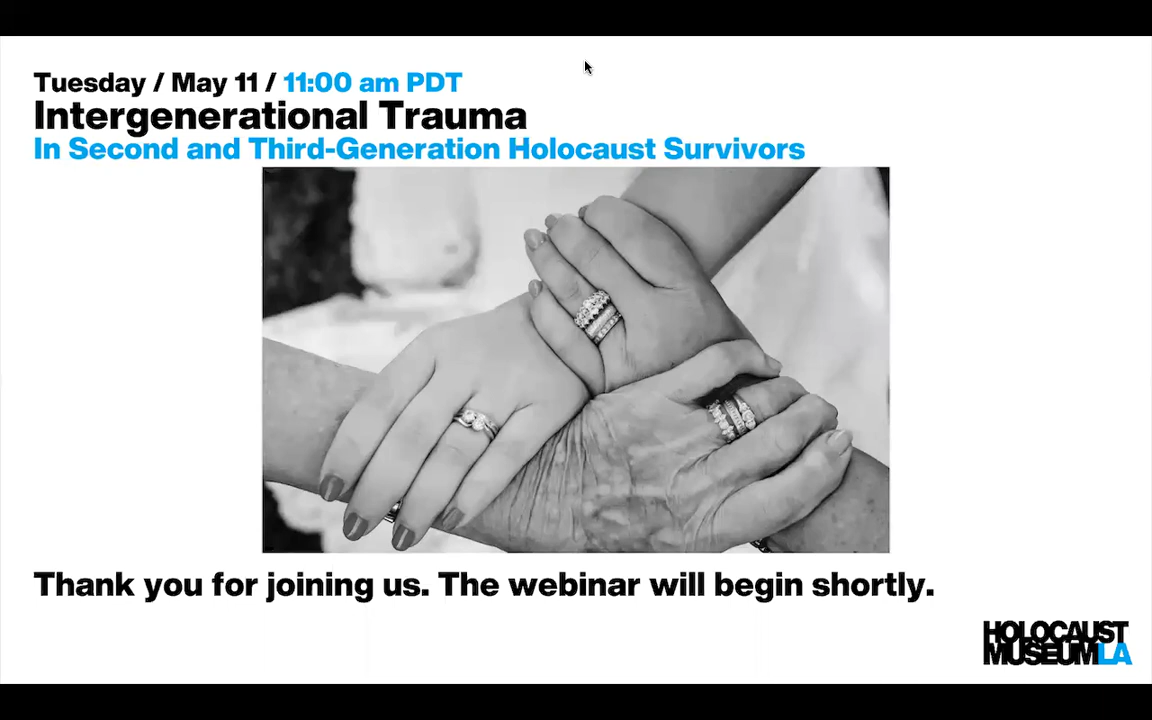 Tuesday / May 11 / 11:00 am PDT
Intergenerational Trauma
In Second and Third-Generation Holocaust Survivors
Thank you for joining us. The webinar will begin shortly.
HOLOCAUST
MUSEUMLA